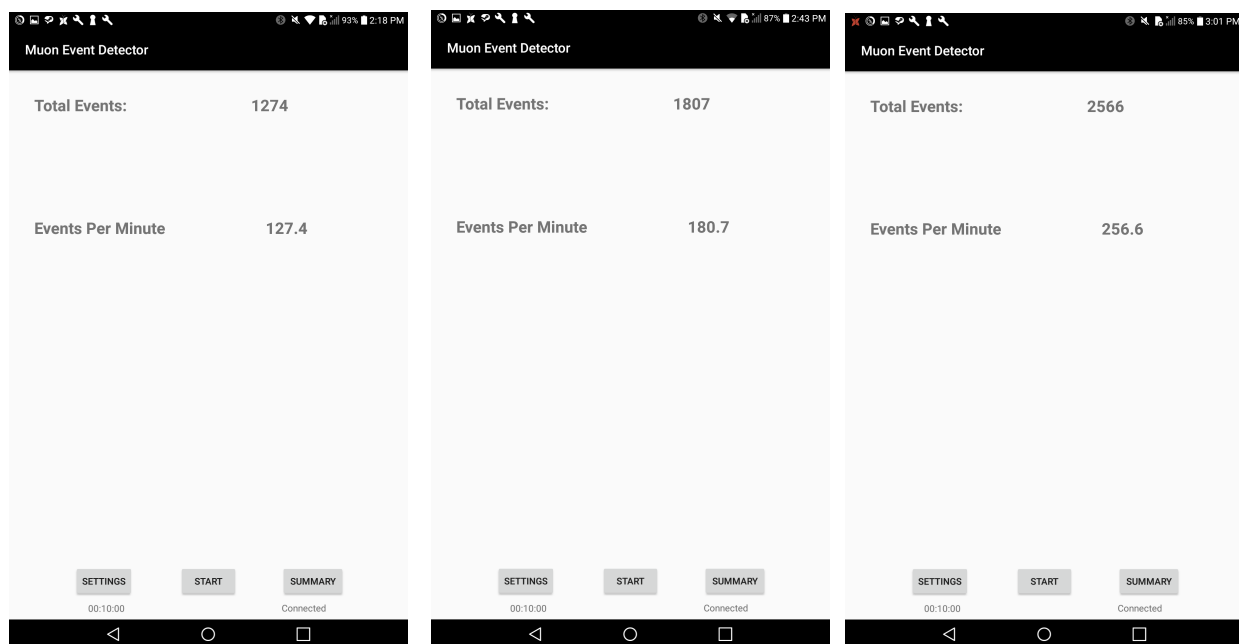 93% 2:18 PM
Muon Event Detector
Total Events: 1274
Events Per Minute 127.4
SETTINGS START SUMMARY
00:10:00 Connected
87% 2:43 PM
Muon Event Detector
Total Events: 1807
Events Per Minute 180.7
SETTINGS START SUMMARY
00:10:00 Connected
85% 3:01 PM
Muon Event Detector
Total Events: 2566
Events Per Minute 256.6
SETTINGS START SUMMARY
00:10:00 Connected